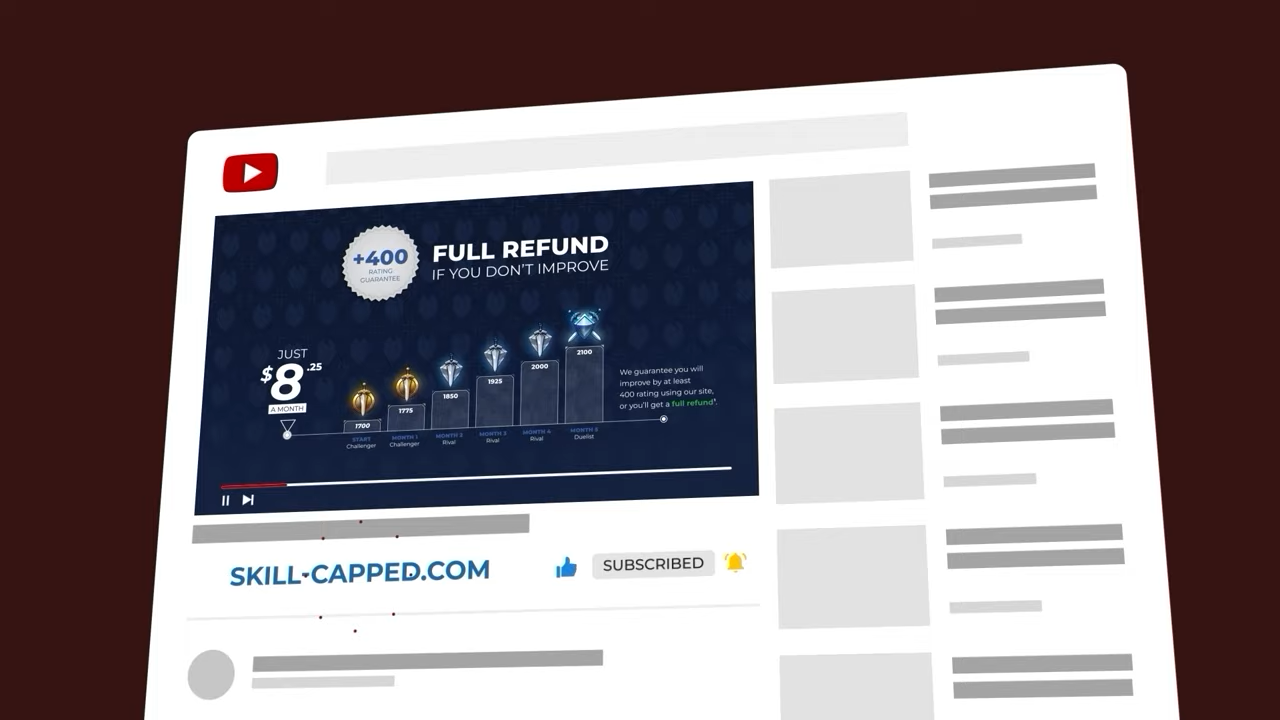 +400
RATING
GUARANTEE
FULL REFUND
IF YOU DON'T IMPROVE
JUST
$8.25
A MONTH
1700
1775
1850
1925
2000
2100
START
Challenger
MONTH 1
Challenger
MONTH 2
Rival
MONTH 3
Rival
MONTH 4
Rival
MONTH 5
Duelist
We guarantee you will
improve by at least
400 rating using our site,
or you'll get a full refund*.
SKILL-CAPPED.COM
SUBSCRIBED